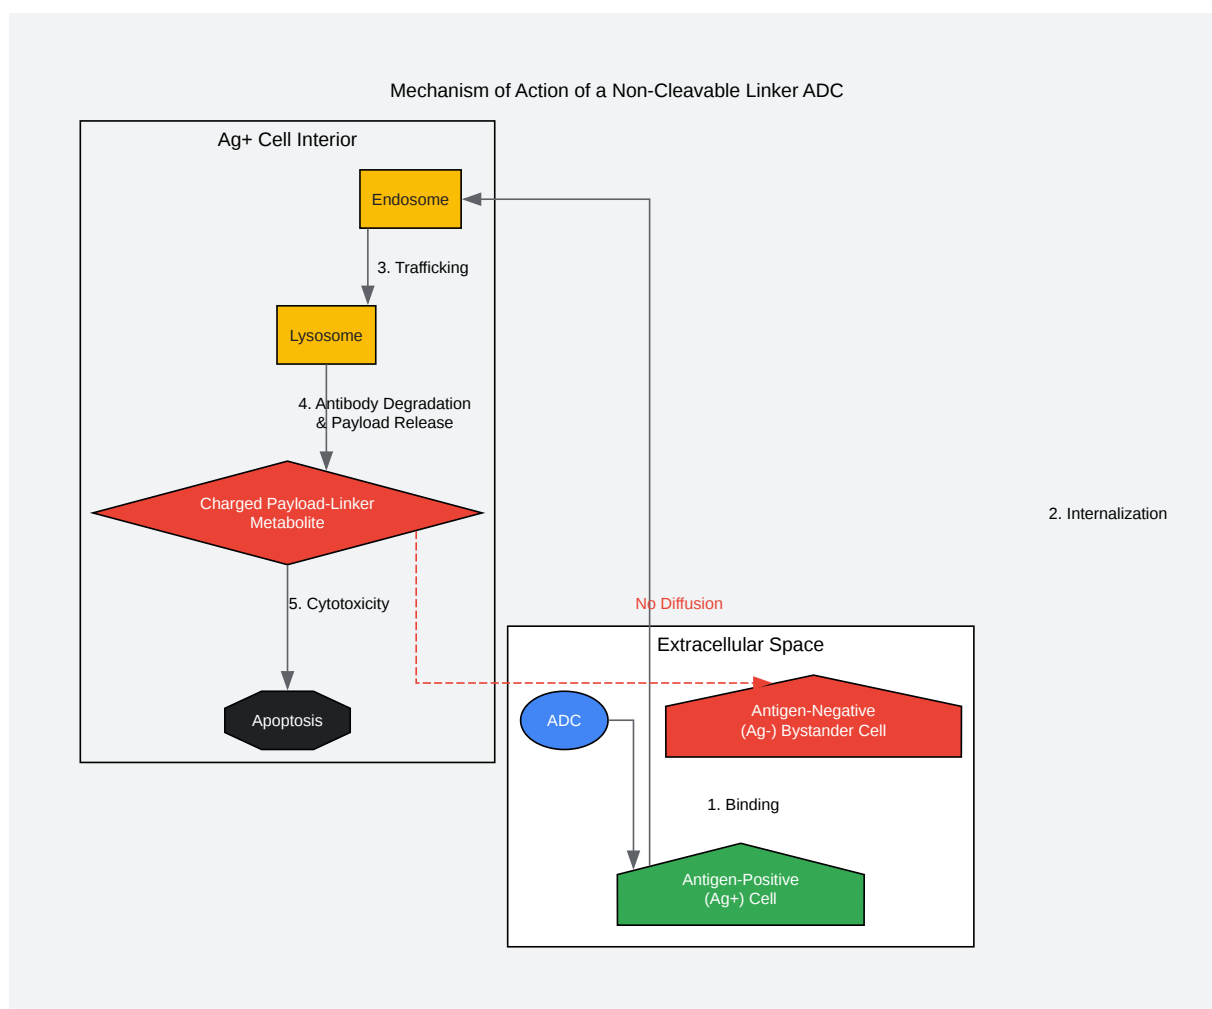 Mechanism of Action of a Non-Cleavable Linker ADC
Ag+ Cell Interior
Endosome
3. Trafficking
Lysosome
4. Antibody Degradation
& Payload Release
Charged Payload-Linker
Metabolite
2. Internalization
5. Cytotoxicity
No Diffusion
Extracellular Space
Apoptosis
ADC
Antigen-Negative
(Ag-) Bystander Cell
1. Binding
Antigen-Positive
(Ag+) Cell